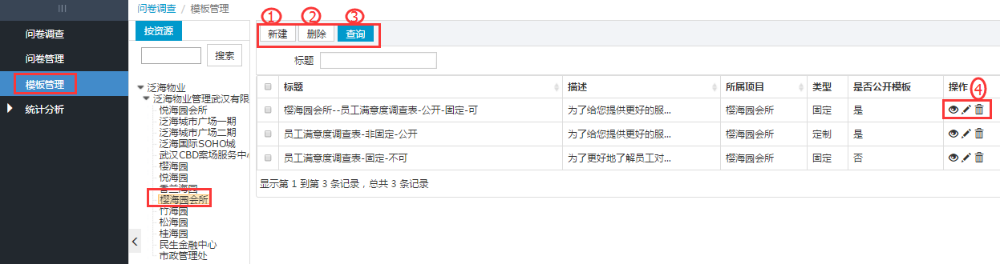 问卷调查 / 模板管理
问卷调查
问卷管理
模板管理
统计分析
按资源
搜索
泛海物业
泛海物业管理武汉有限
悦海园会所
泛海城市广场一期
泛海城市广场二期
泛海国际SOHO城
武汉CBD案场服务中心
樱海园
悦海园
香兰海园
樱海园会所
竹海园
松海园
桂海园
民生金融中心
市政管理处
1 2 3
新建 删除 查询
标题
标题 描述 所属项目 类型 是否公开模板 操作 4
樱海园会所--员工满意度调查表-公开-固定-可 为了给您提供更好的服... 樱海园会所 固定 是
员工满意度调查表-非固定-公开 为了给您提供更好的服... 樱海园会所 定制 是
员工满意度调查表-固定-不可 为了更好地了解员工对... 樱海园会所 固定 否
显示第 1 到第 3 条记录，总共 3 条记录